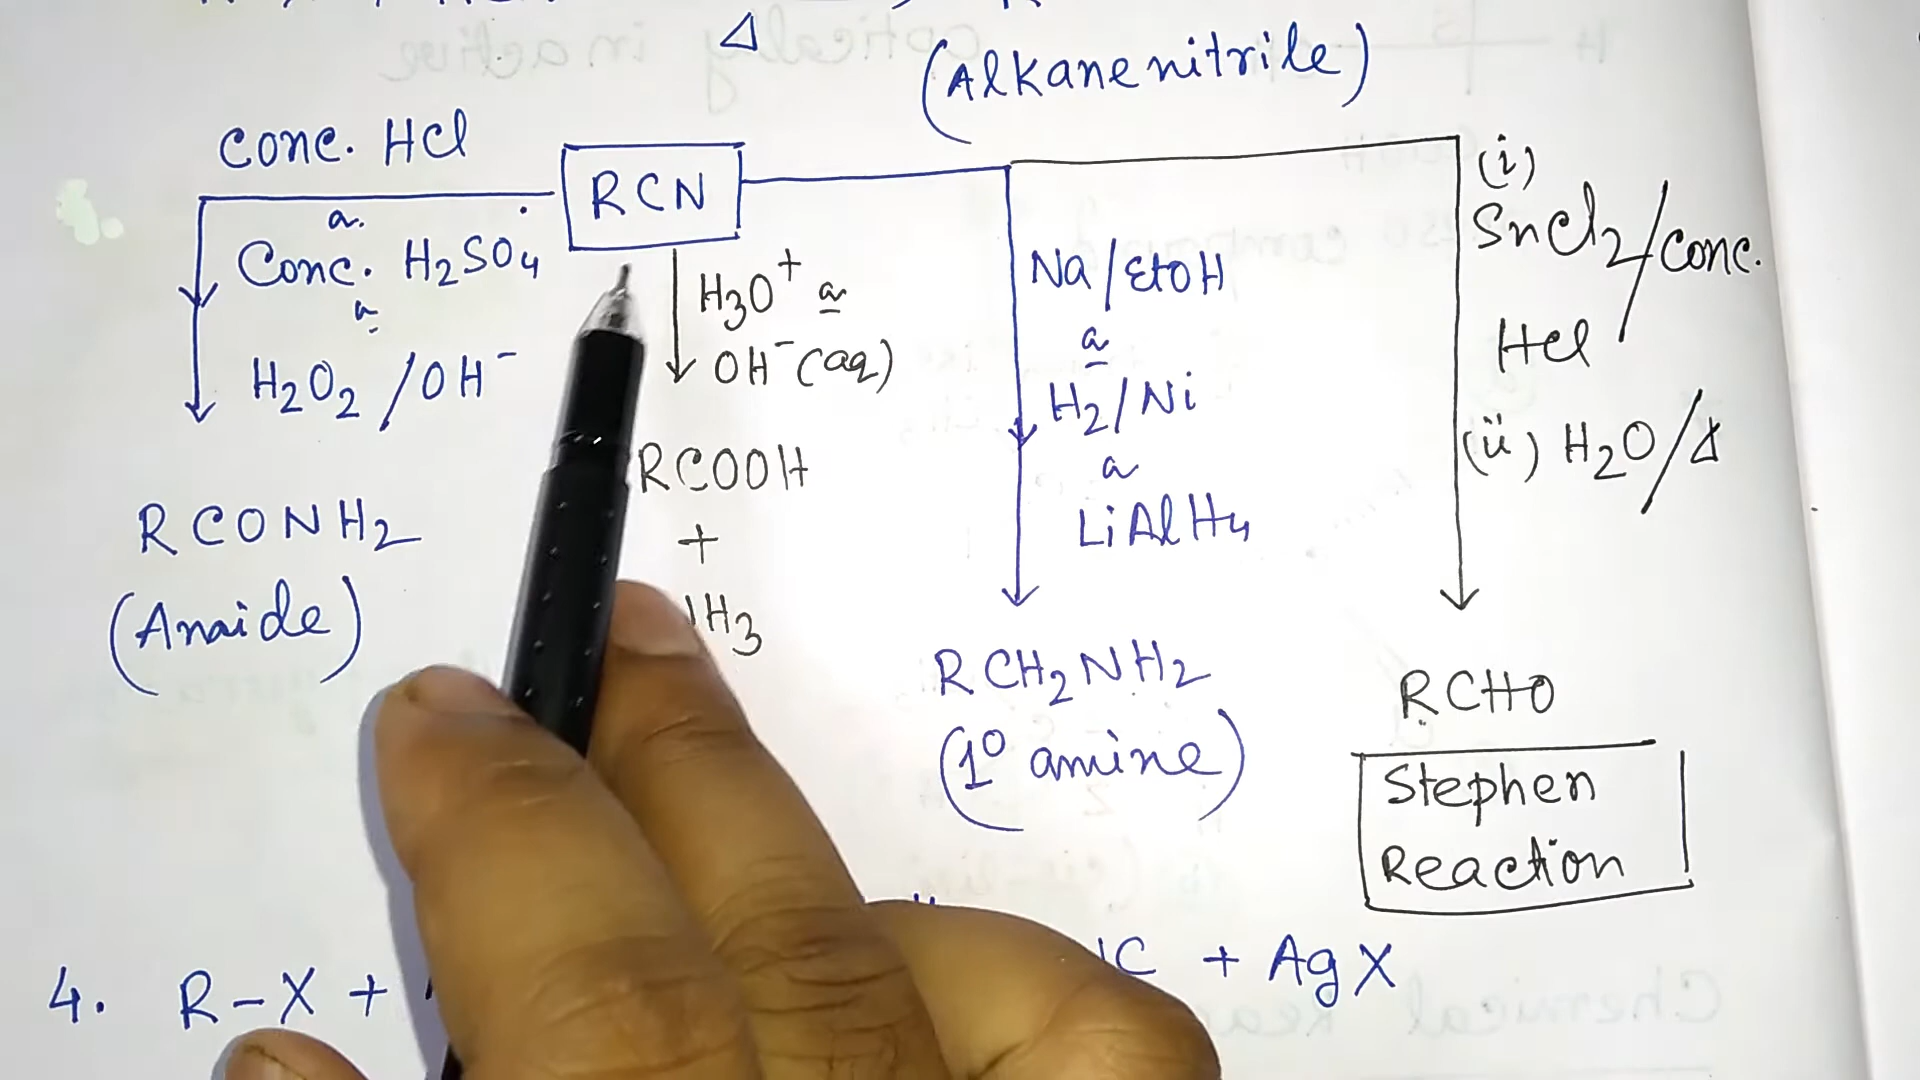 Δ
(Alkanenitrile)
Conc. HCl
a.
Conc. H2SO4
a
H2O2 / OH-
RCONH2
(Amide)
RCN
H3O+ a
OH- (aq)
RCOOH
+
H3
Na/EtOH
a
H2/Ni
a
LiAlH4
RCH2NH2
(1° amine)
(i)
SnCl2/Conc.
HCl
(ii) H2O/Δ
RCHO
Stephen
Reaction
4. R-X +
C + AgX